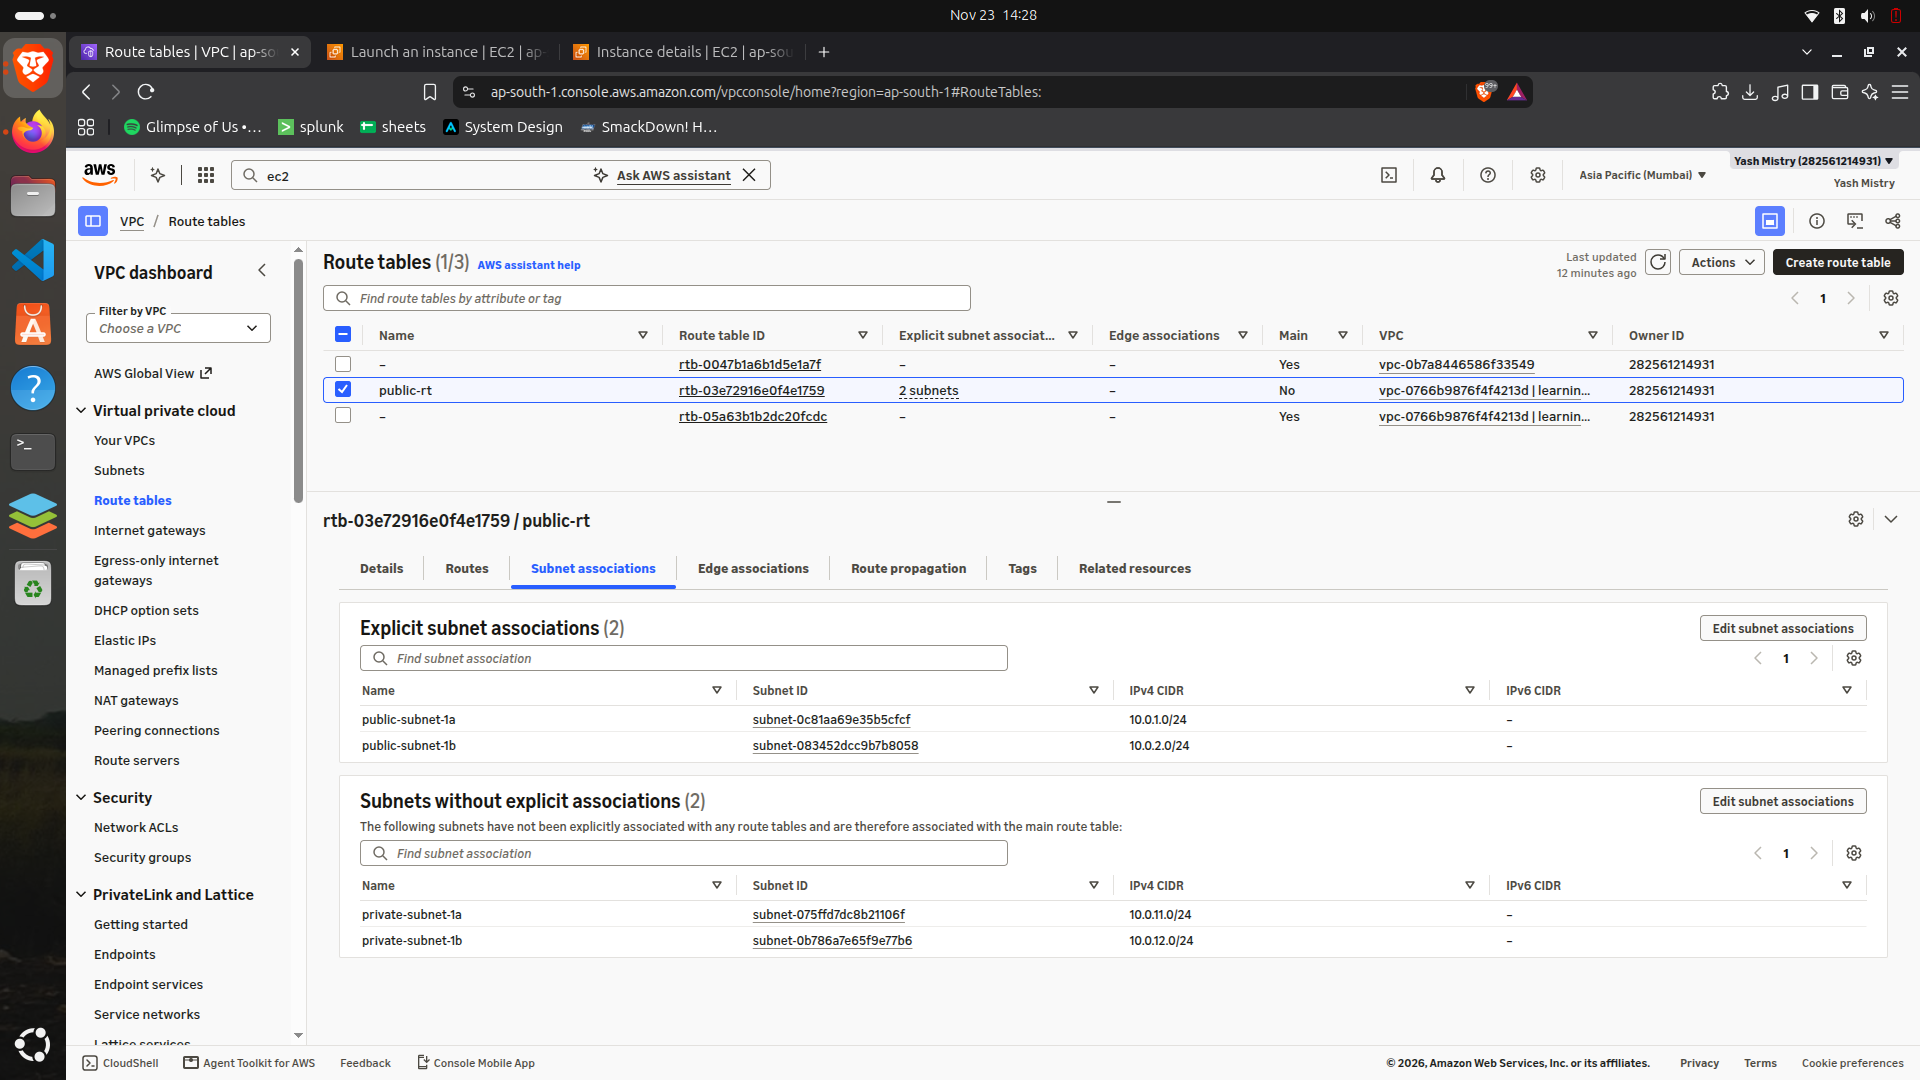 Nov 23 14:28
Route tables | VPC | ap-so
Launch an instance | EC2 | ap-
Instance details | EC2 | ap-sou
ap-south-1.console.aws.amazon.com/vpcconsole/home?region=ap-south-1#RouteTables:
99+
Glimpse of Us •…
splunk
sheets
System Design
SmackDown! H…
aws
ec2
Ask AWS assistant
Asia Pacific (Mumbai)
Yash Mistry (282561214931)
Yash Mistry
VPC / Route tables
VPC dashboard
Filter by VPC
Choose a VPC
AWS Global View
Virtual private cloud
Your VPCs
Subnets
Route tables
Internet gateways
Egress-only internet
gateways
DHCP option sets
Elastic IPs
Managed prefix lists
NAT gateways
Peering connections
Route servers
Security
Network ACLs
Security groups
PrivateLink and Lattice
Getting started
Endpoints
Endpoint services
Service networks
Lattice services
Route tables (1/3) AWS assistant help
Last updated
12 minutes ago
Actions
Create route table
Find route tables by attribute or tag
1
Name Route table ID Explicit subnet associat... Edge associations Main VPC Owner ID
– rtb-0047b1a6b1d5e1a7f – – Yes vpc-0b7a8446586f33549 282561214931
public-rt rtb-03e72916e0f4e1759 2 subnets – No vpc-0766b9876f4f4213d | learnin... 282561214931
– rtb-05a63b1b2dc20fcdc – – Yes vpc-0766b9876f4f4213d | learnin... 282561214931
rtb-03e72916e0f4e1759 / public-rt
Details Routes Subnet associations Edge associations Route propagation Tags Related resources
Explicit subnet associations (2)
Edit subnet associations
Find subnet association
1
Name Subnet ID IPv4 CIDR IPv6 CIDR
public-subnet-1a subnet-0c81aa69e35b5cfcf 10.0.1.0/24 –
public-subnet-1b subnet-083452dcc9b7b8058 10.0.2.0/24 –
Subnets without explicit associations (2)
Edit subnet associations
The following subnets have not been explicitly associated with any route tables and are therefore associated with the main route table:
Find subnet association
1
Name Subnet ID IPv4 CIDR IPv6 CIDR
private-subnet-1a subnet-075ffd7dc8b21106f 10.0.11.0/24 –
private-subnet-1b subnet-0b786a7e65f9e77b6 10.0.12.0/24 –
CloudShell Agent Toolkit for AWS Feedback Console Mobile App
© 2026, Amazon Web Services, Inc. or its affiliates. Privacy Terms Cookie preferences